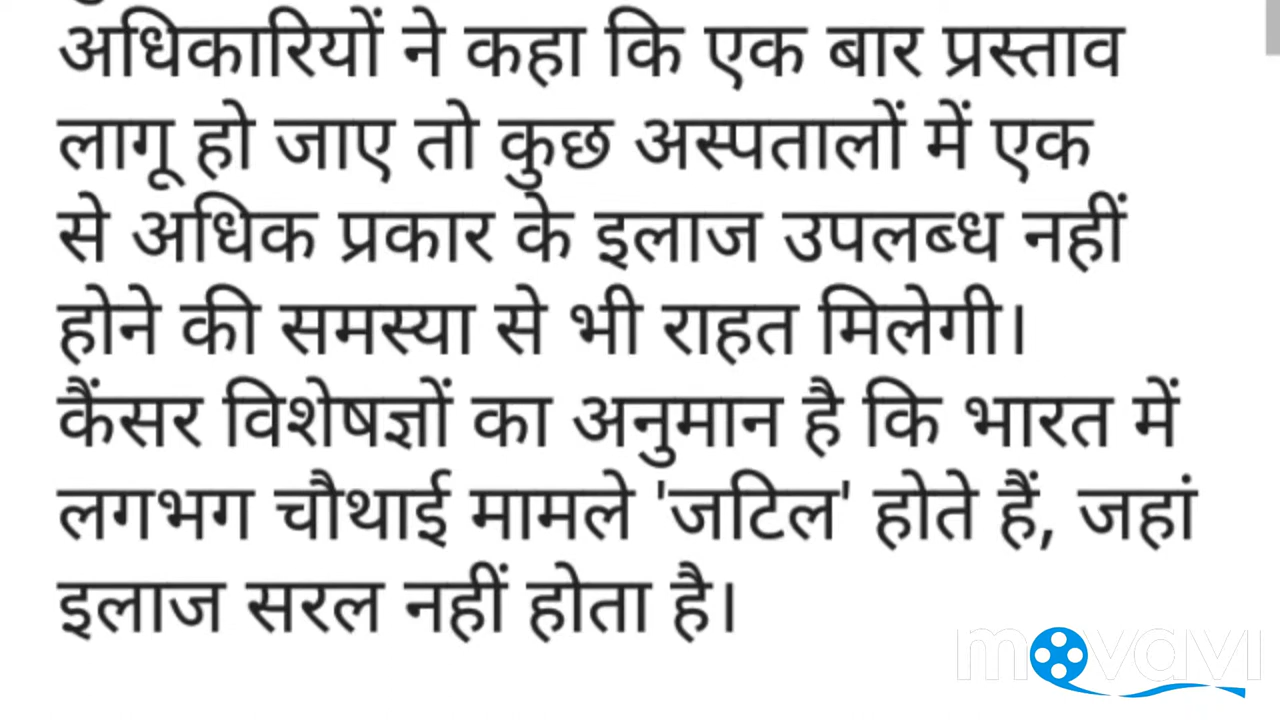 अधिकारियों ने कहा कि एक बार प्रस्ताव
लागू हो जाए तो कुछ अस्पतालों में एक
से अधिक प्रकार के इलाज उपलब्ध नहीं
होने की समस्या से भी राहत मिलेगी।
कैंसर विशेषज्ञों का अनुमान है कि भारत में
लगभग चौथाई मामले 'जटिल' होते हैं, जहां
इलाज सरल नहीं होता है।
movavi